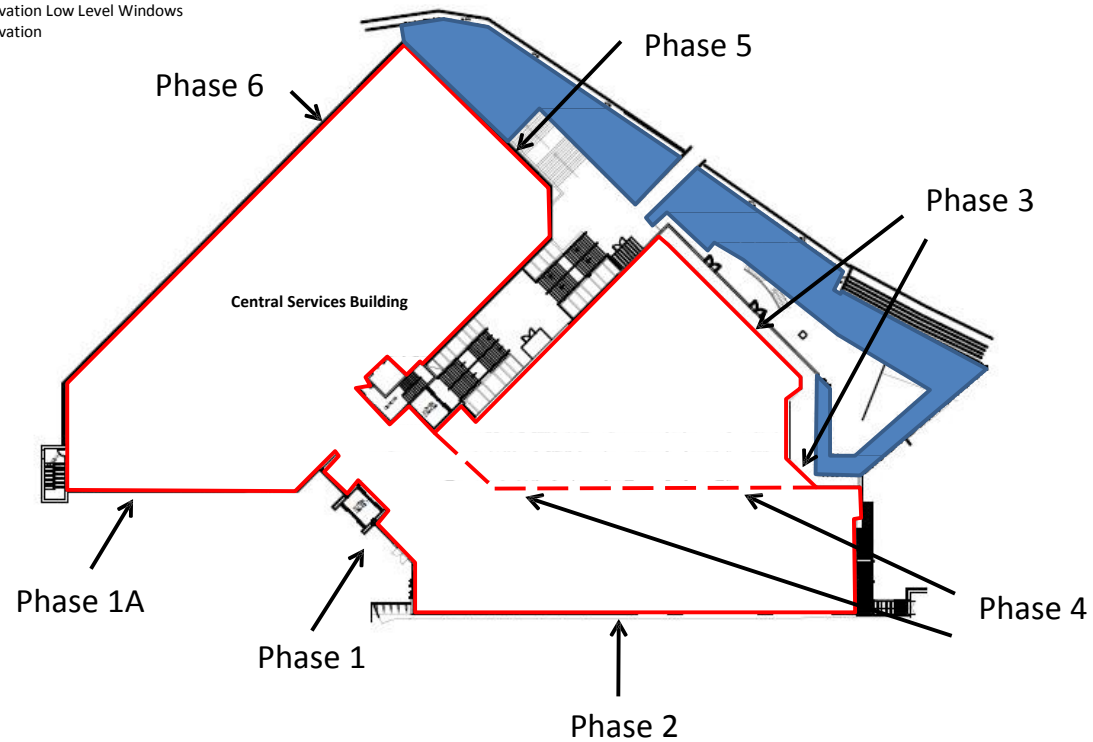 vation Low Level Windows
vation
Phase 5
Phase 6
Phase 3
Central Services Building
Phase 1A
Phase 4
Phase 1
Phase 2